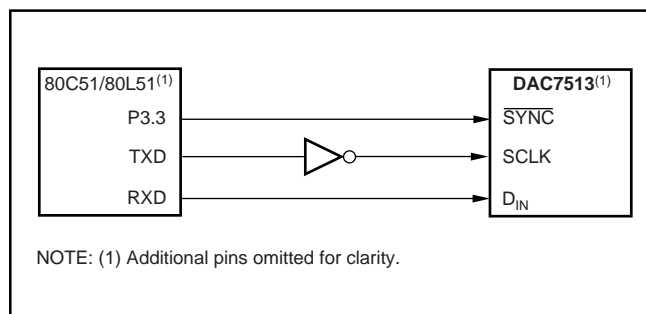 80C51/80L51(1) DAC7513(1)
P3.3 SYNC
TXD SCLK
RXD DIN
NOTE: (1) Additional pins omitted for clarity.